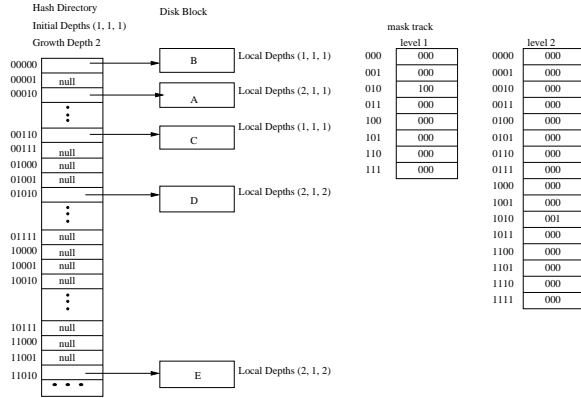 Hash Directory
Initial Depths (1, 1, 1)
Growth Depth 2
Disk Block
00000
00001 null
00010
00110
00111 null
01000 null
01001 null
01010
01111 null
10000 null
10001 null
10010 null
10111 null
11000 null
11001 null
11010
B Local Depths (1, 1, 1)
A Local Depths (2, 1, 1)
C Local Depths (1, 1, 1)
D Local Depths (2, 1, 2)
E Local Depths (2, 1, 2)
mask track
level 1
000 000
001 000
010 100
011 000
100 000
101 000
110 000
111 000
level 2
0000 000
0001 000
0010 000
0011 000
0100 000
0101 000
0110 000
0111 000
1000 000
1001 000
1010 001
1011 000
1100 000
1101 000
1110 000
1111 000